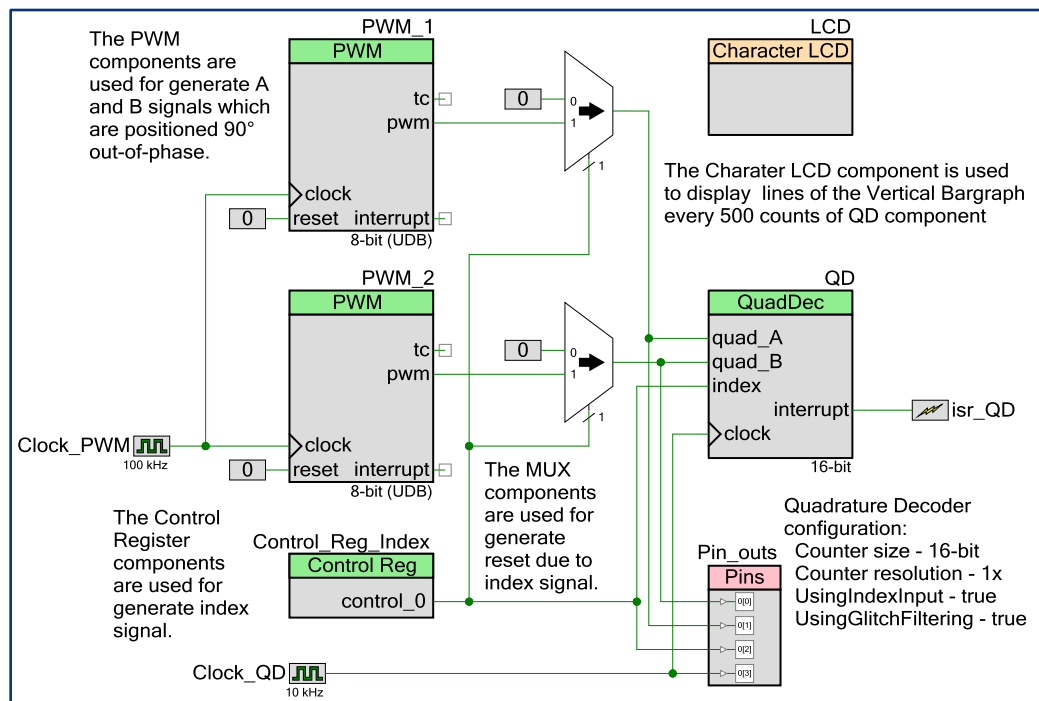 The PWM
components are
used for generate A
and B signals which
are positioned 90°
out-of-phase.
PWM_1
PWM
tc
pwm
clock
0
reset
interrupt
8-bit (UDB)
0
0
1
1
LCD
Character LCD
The Charater LCD component is used
to display lines of the Vertical Bargraph
every 500 counts of QD component
PWM_2
PWM
tc
pwm
clock
0
reset
interrupt
8-bit (UDB)
0
0
1
1
Clock_PWM
100 kHz
QD
QuadDec
quad_A
quad_B
index
interrupt
clock
16-bit
isr_QD
The MUX
components
are used for
generate
reset due to
index signal.
The Control
Register
components
are used for
generate index
signal.
Control_Reg_Index
Control Reg
control_0
Clock_QD
10 kHz
Pin_outs
Pins
0[0]
0[1]
0[2]
0[3]
Quadrature Decoder
configuration:
Counter size - 16-bit
Counter resolution - 1x
UsingIndexInput - true
UsingGlitchFiltering - true